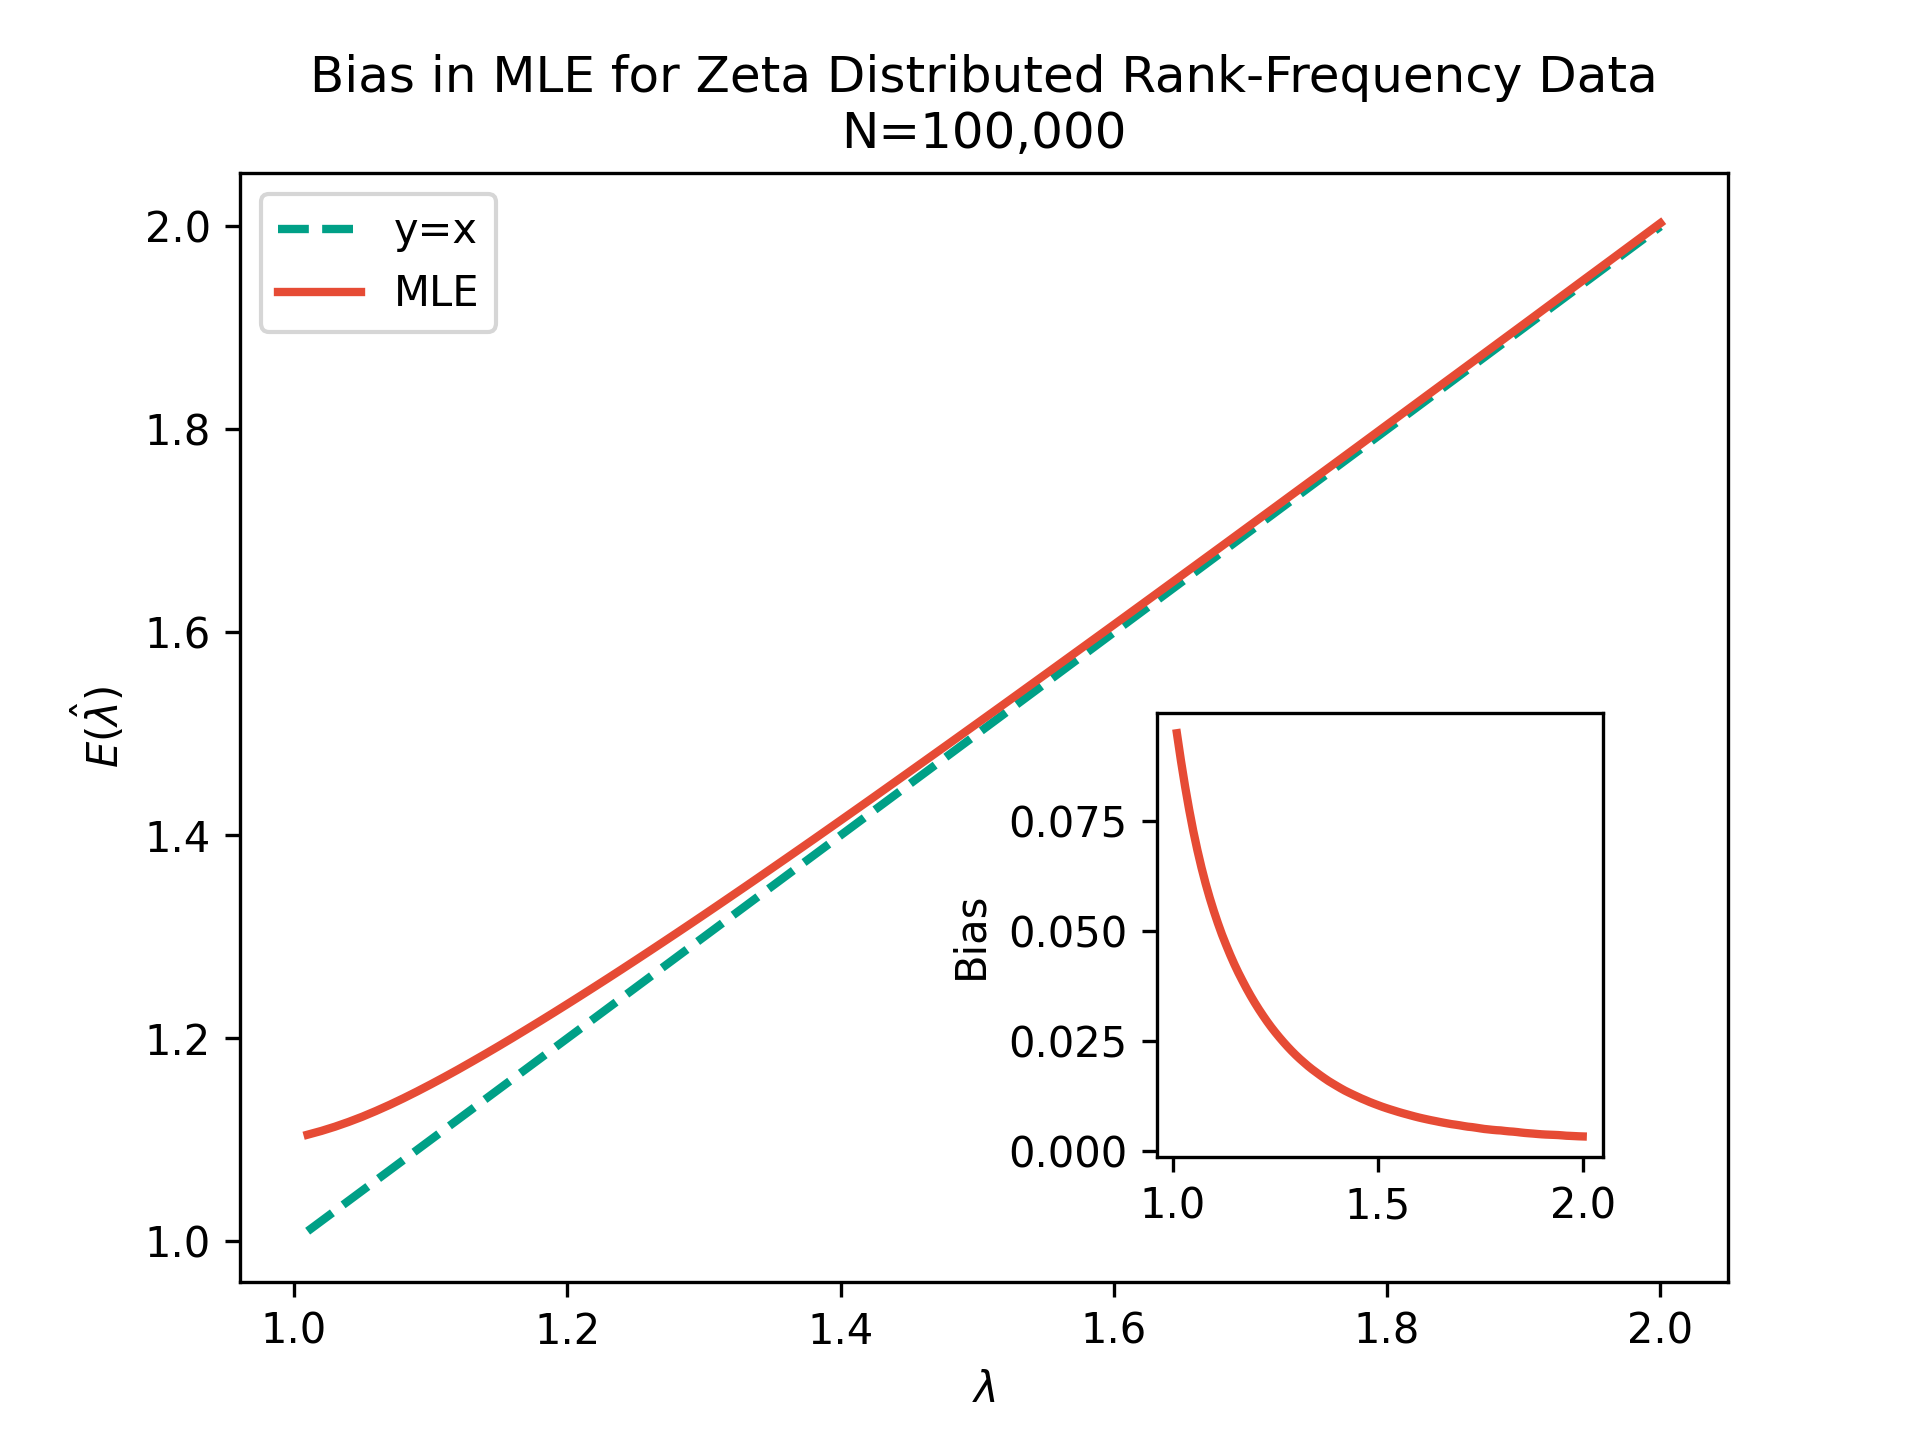 Bias in MLE for Zeta Distributed Rank-Frequency Data
N=100,000
y=x
MLE
2.0
1.8
1.6
1.4
1.2
1.0
E(λ̂)
1.0 1.2 1.4 1.6 1.8 2.0
λ
0.075
0.050
0.025
0.000
Bias
1.0 1.5 2.0